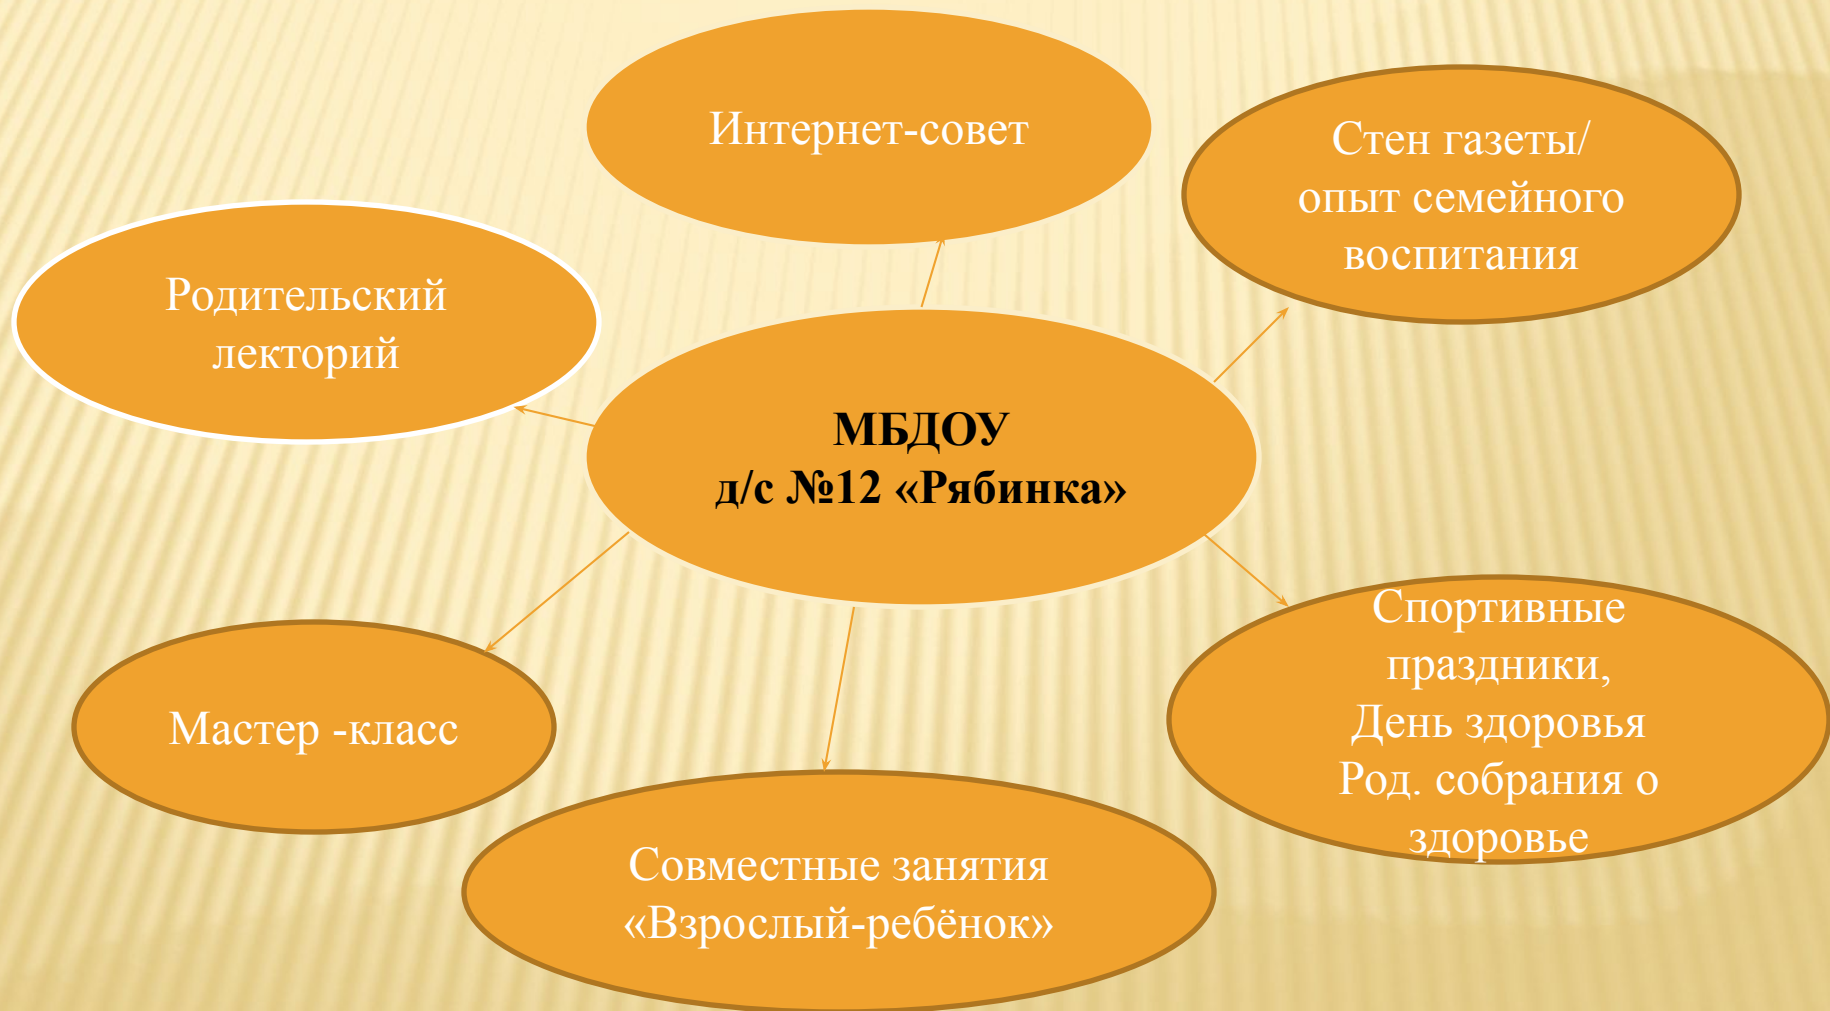 Интернет-совет
Стен газеты/
опыт семейного
воспитания
Родительский
лекторий
МБДОУ
д/с №12 «Рябинка»
Спортивные
праздники,
День здоровья
Род. собрания о
здоровье
Мастер -класс
Совместные занятия
«Взрослый-ребёнок»